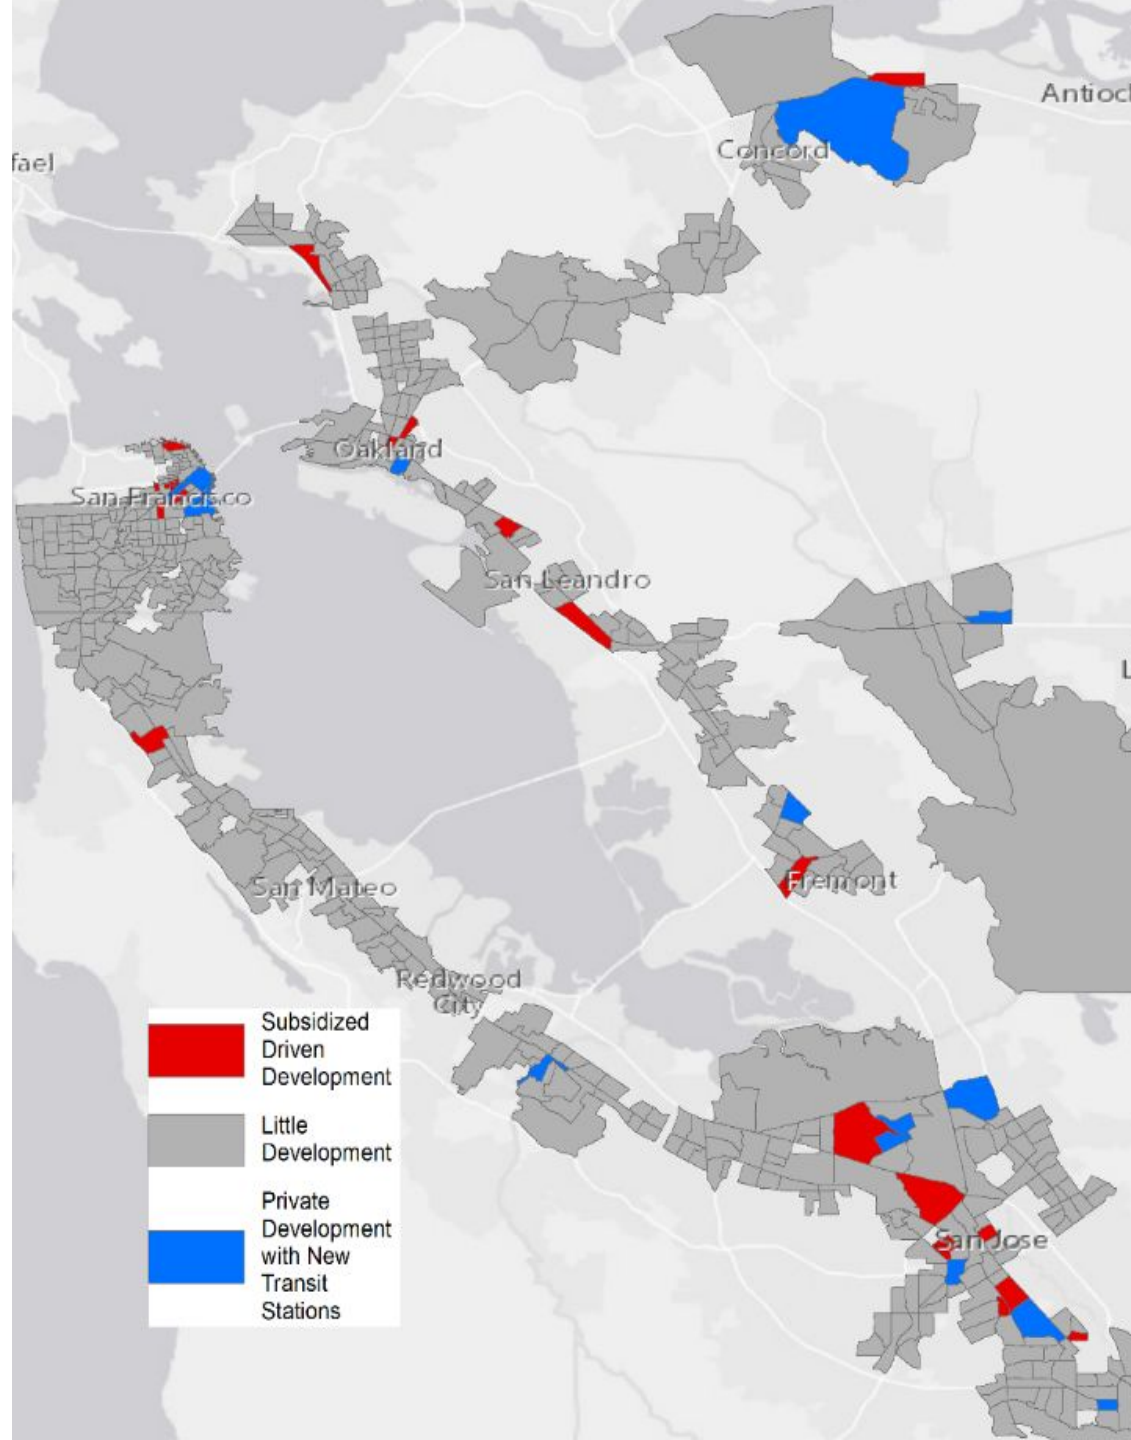 Antioc
fael
Concord
Oakland
San Francisco
San Leandro
L
Fremont
San Mateo
Redwood
City
Subsidized
Driven
Development
Little
Development
Private
Development
with New
Transit
Stations
San Jose